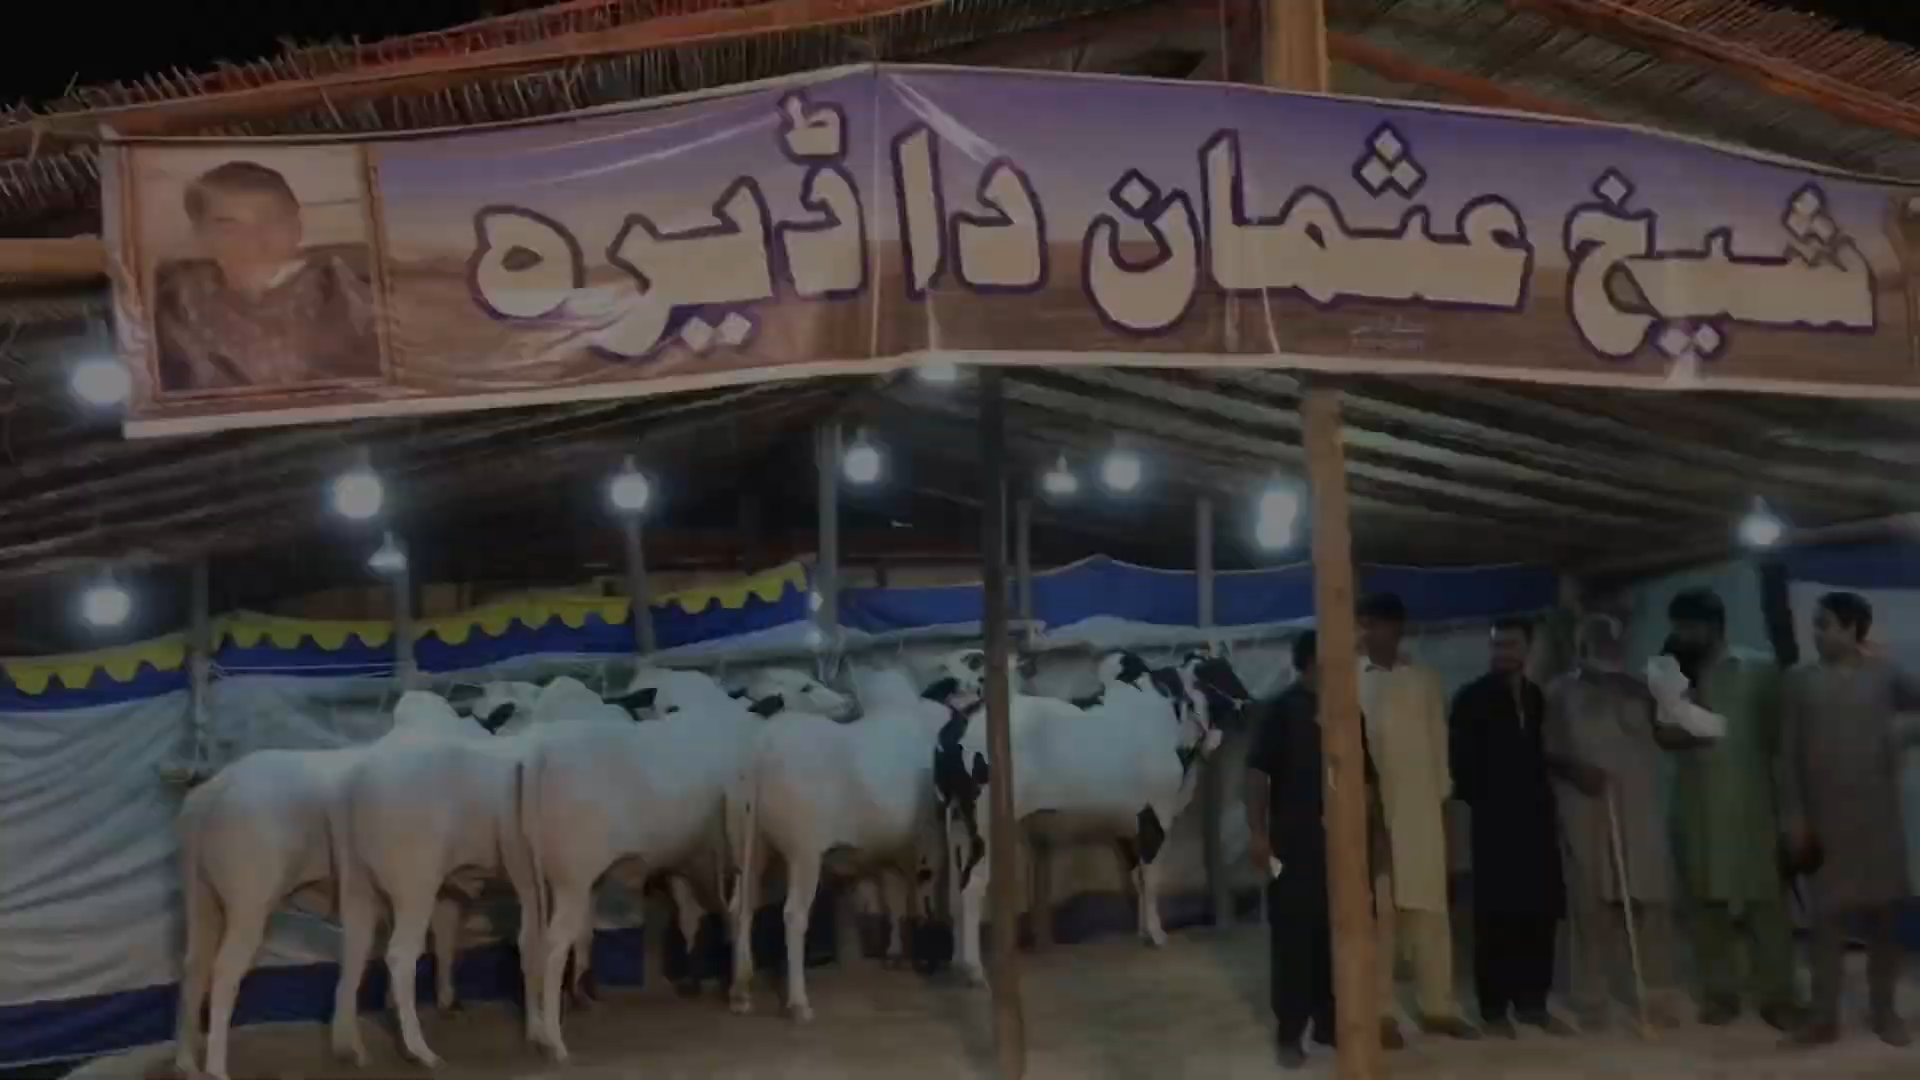 شیخ عثمان دا ڈیرہ